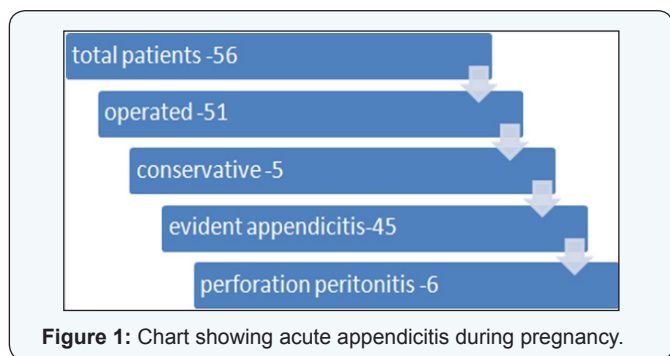 total patients -56
operated -51
conservative -5
evident appendicitis-45
perforation peritonitis -6
Figure 1: Chart showing acute appendicitis during pregnancy.